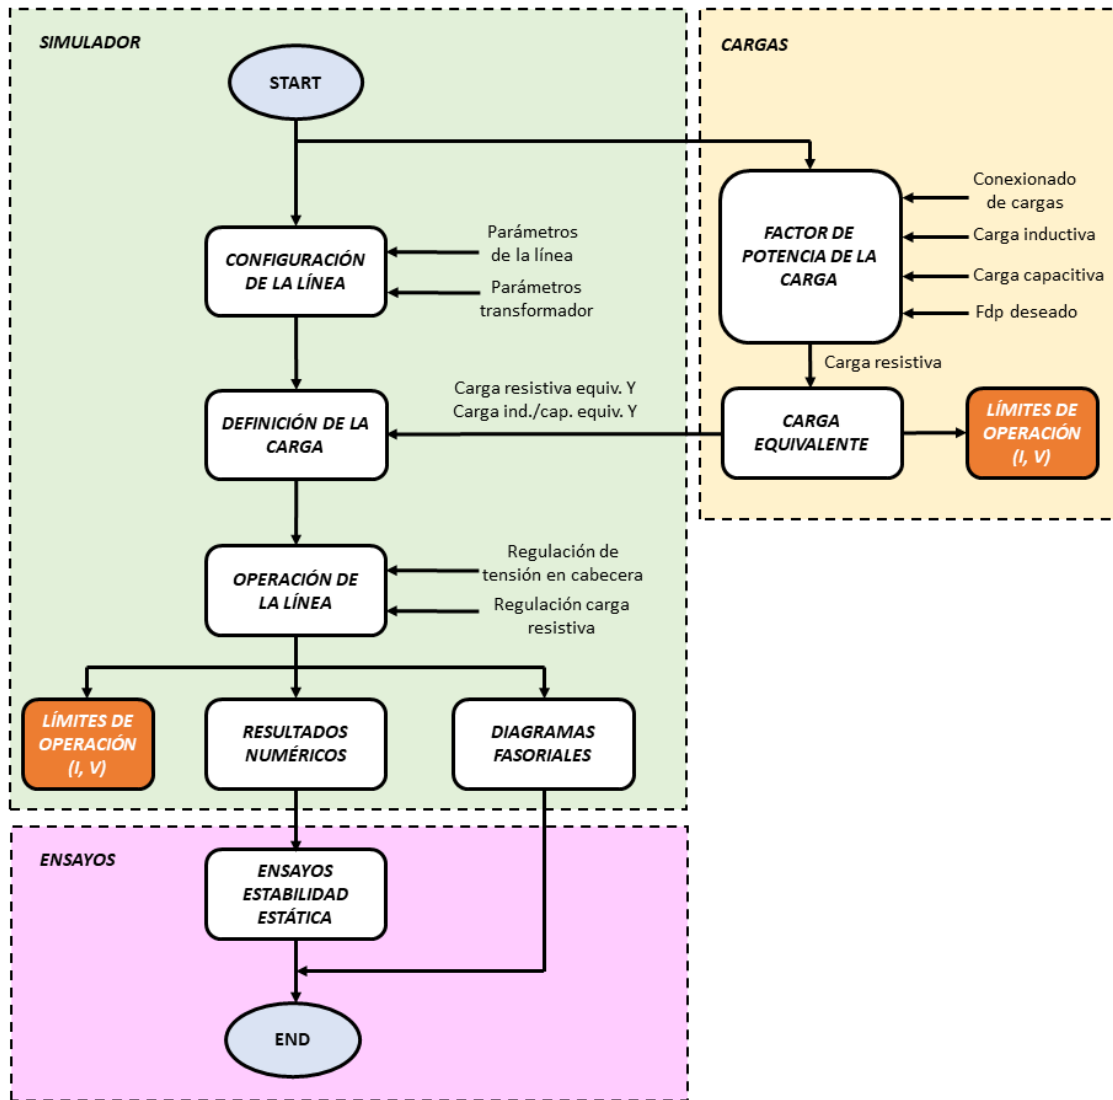 SIMULADOR
START
CONFIGURACIÓN
DE LA LÍNEA
Parámetros
de la línea
Parámetros
transformador
DEFINICIÓN DE LA
CARGA
Carga resistiva equiv. Y
Carga ind./cap. equiv. Y
OPERACIÓN DE
LA LÍNEA
Regulación de
tensión en cabecera
Regulación carga
resistiva
LÍMITES DE
OPERACIÓN
(I, V)
RESULTADOS
NUMÉRICOS
DIAGRAMAS
FASORIALES
CARGAS
FACTOR DE
POTENCIA DE LA
CARGA
Conexionado
de cargas
Carga inductiva
Carga capacitiva
Fdp deseado
Carga resistiva
CARGA
EQUIVALENTE
LÍMITES DE
OPERACIÓN
(I, V)
ENSAYOS
ENSAYOS
ESTABILIDAD
ESTÁTICA
END